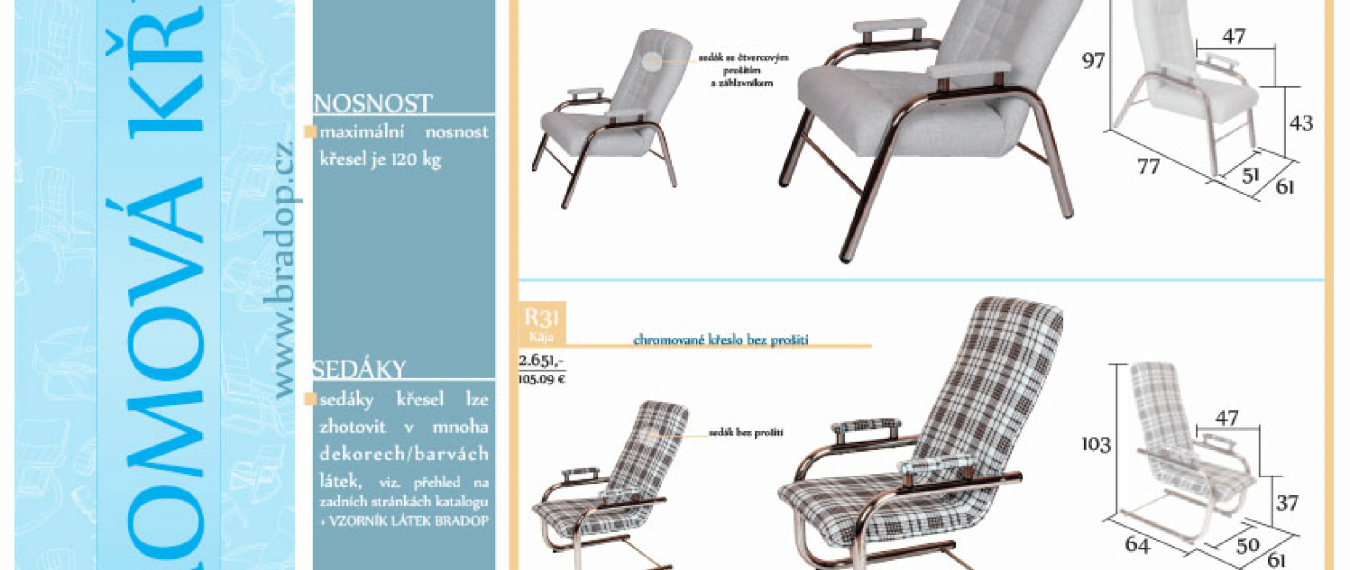 OMOVÁ KŘ
www.bradop.cz
NOSNOST
maximální nosnost
křesel je 120 kg
SEDÁKY
sedáky křesel lze
zhotovit v mnoha
dekorech/barvách
látek, viz. přehled na
zadních stránkách katalogu
+ VZORNÍK LÁTEK BRADOP
sedák se čtvercovým
prošitím
a záhlavníkem
97
47
43
77
51
61
R31
Kája
chromované křeslo bez prošití
2.651,-
105.09 €
sedák bez prošití
103
47
37
64
50
61